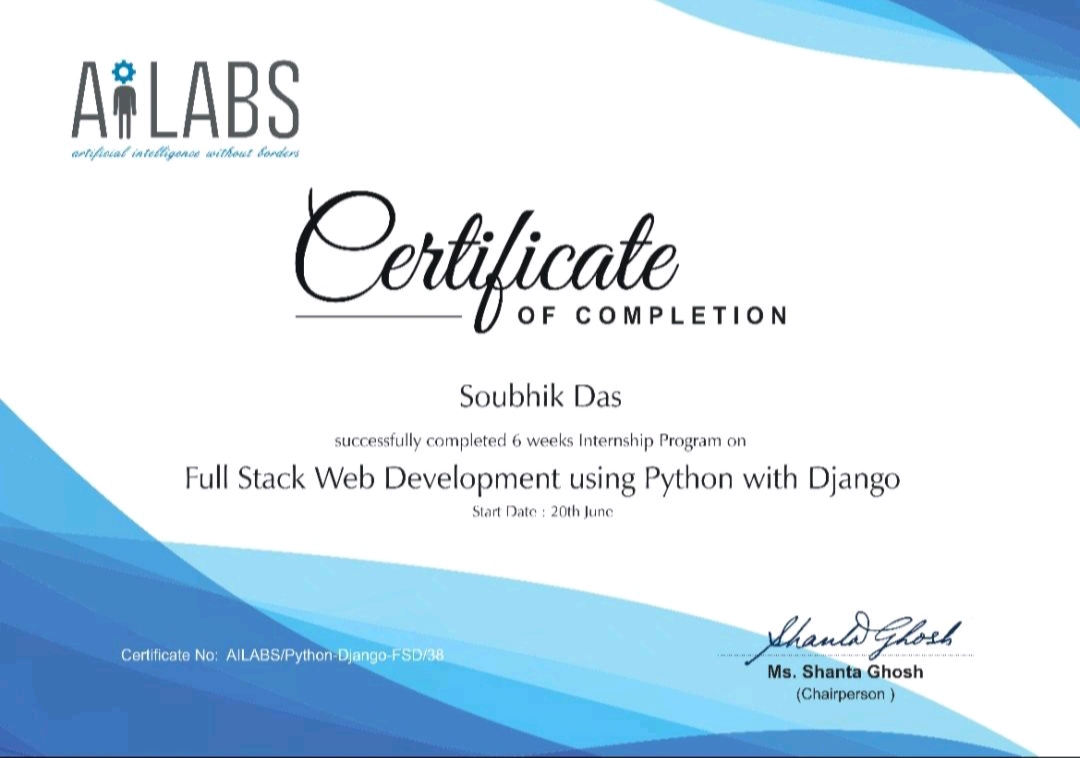 AiLABS
artificial intelligence without borders
Certificate
OF COMPLETION
Soubhik Das
successfully completed 6 weeks Internship Program on
Full Stack Web Development using Python with Django
Start Date : 20th June
Certificate No: AILABS/Python-Django-FSD/38
Shanta Ghosh
Ms. Shanta Ghosh
(Chairperson )